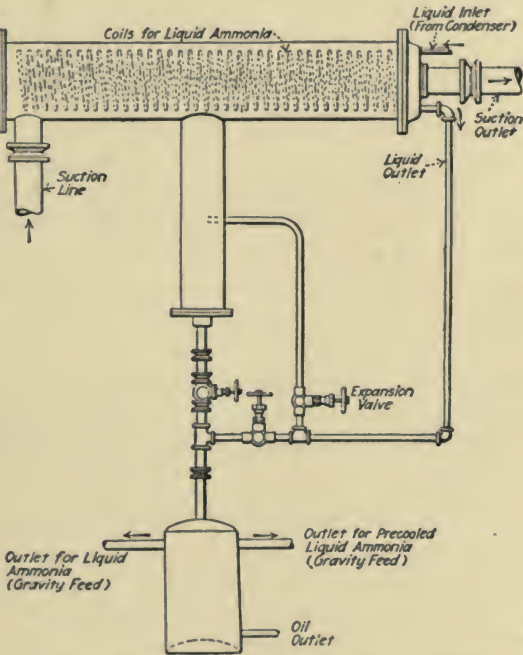 Coils for Liquid Ammonia
Liquid Inlet
(From Condenser)
Suction
Outlet
Liquid
Outlet
Suction
Line
Expansion
Valve
Outlet for Liquid
Ammonia
(Gravity Feed)
Outlet for Precooled
Liquid Ammonia
(Gravity Feed)
Oil
Outlet